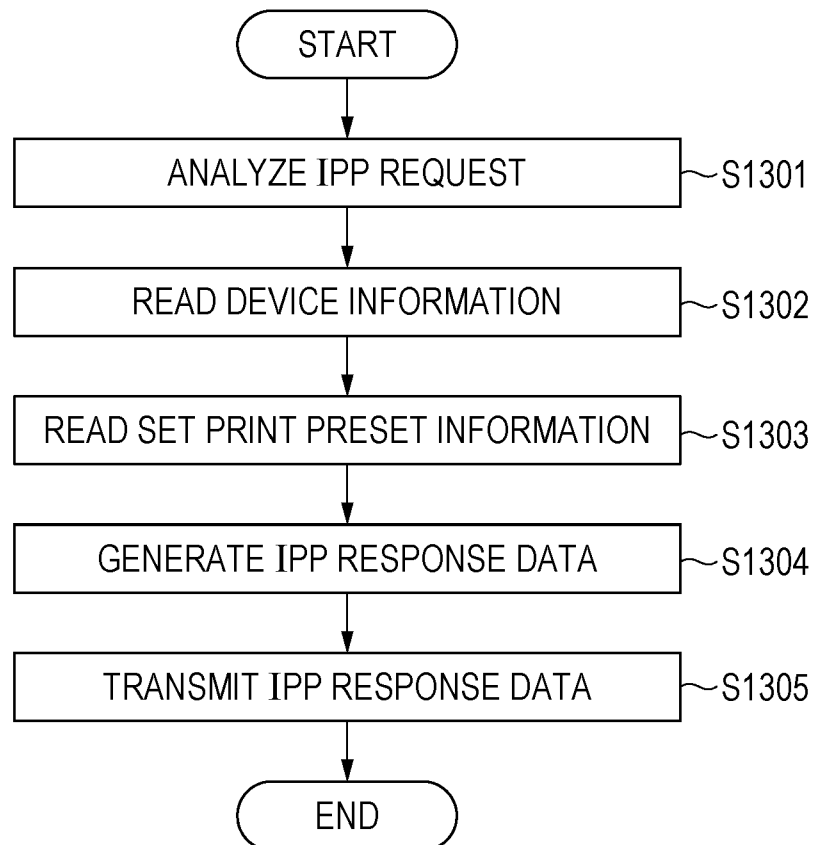 START
ANALYZE IPP REQUEST
S1301
READ DEVICE INFORMATION
S1302
READ SET PRINT PRESET INFORMATION
S1303
GENERATE IPP RESPONSE DATA
S1304
TRANSMIT IPP RESPONSE DATA
S1305
END